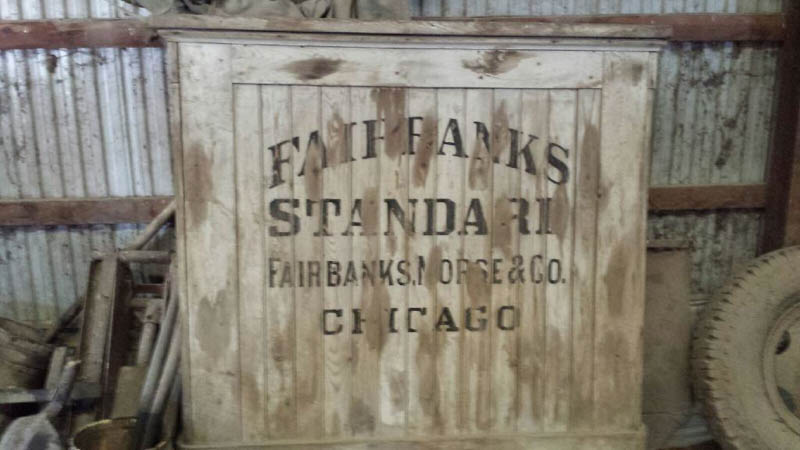 FAIRBANKS
STANDARD
FAIRBANKS, MORSE & CO.
CHICAGO